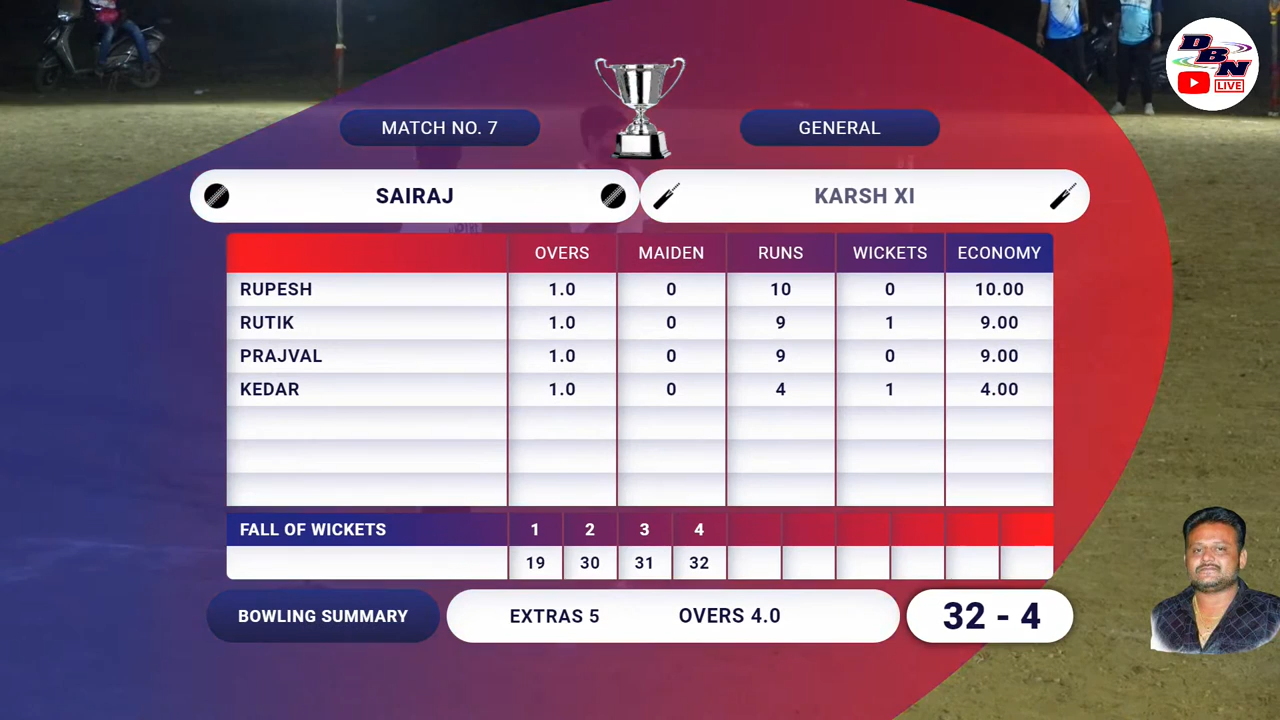 DBN
LIVE
MATCH NO. 7
GENERAL
SAIRAJ
KARSH XI
OVERS MAIDEN RUNS WICKETS ECONOMY
RUPESH 1.0 0 10 0 10.00
RUTIK 1.0 0 9 1 9.00
PRAJVAL 1.0 0 9 0 9.00
KEDAR 1.0 0 4 1 4.00
FALL OF WICKETS 1 2 3 4
19 30 31 32
BOWLING SUMMARY EXTRAS 5 OVERS 4.0 32 - 4